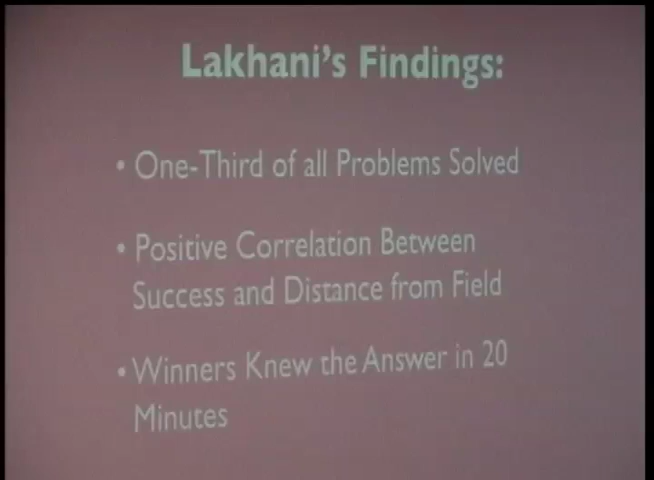 Lakhani's Findings:
• One-Third of all Problems Solved
• Positive Correlation Between
Success and Distance from Field
• Winners Knew the Answer in 20
Minutes